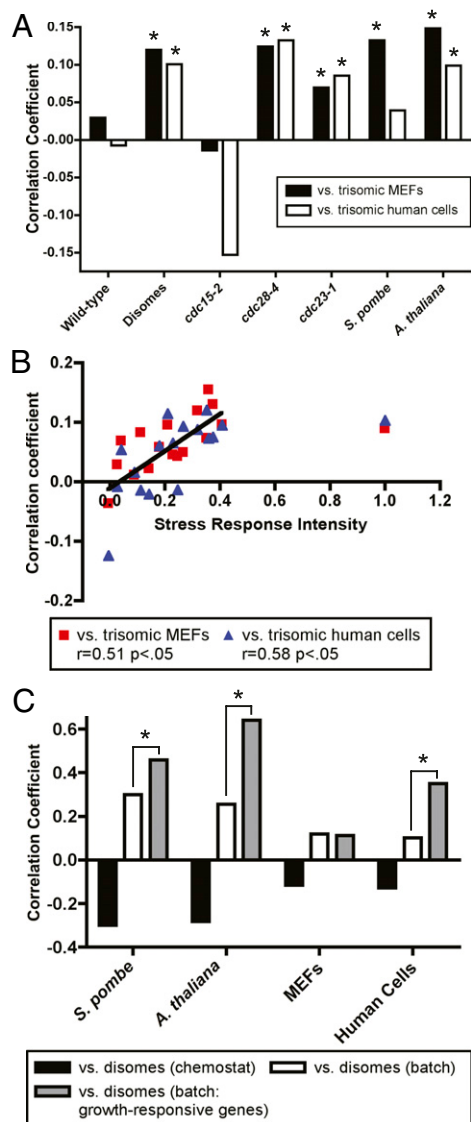 A
Correlation Coefficient
0.15
0.10
0.05
-0.00
-0.05
-0.10
-0.15
* * * * * * * * *
vs. trisomic MEFs
vs. trisomic human cells
Wild-type
Disomes
cdc15-2
cdc28-4
cdc23-1
S. pombe
A. thaliana
B
Correlation coefficient
0.2
0.1
0.0
-0.1
-0.2
0.0 0.2 0.4 0.6 0.8 1.0 1.2
Stress Response Intensity
vs. trisomic MEFs vs. trisomic human cells
r=0.51 p<.05 r=0.58 p<.05
C
Correlation Coefficient
0.6
0.4
0.2
0.0
-0.2
-0.4
* * *
S. pombe
A. thaliana
MEFs
Human Cells
vs. disomes (chemostat) vs. disomes (batch)
vs. disomes (batch:
growth-responsive genes)